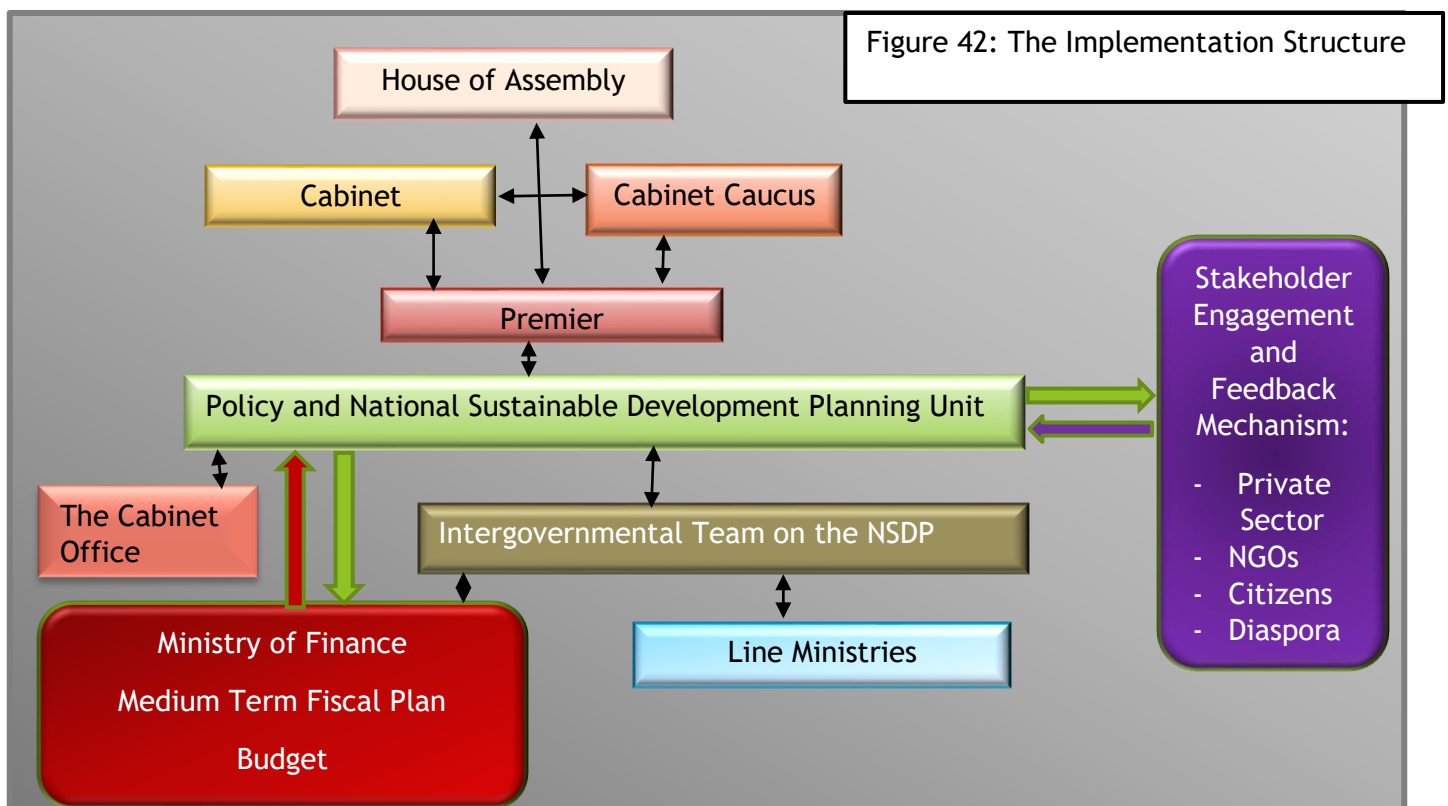 Figure 42: The Implementation Structure
House of Assembly
Cabinet
Cabinet Caucus
Premier
Policy and National Sustainable Development Planning Unit
Stakeholder
Engagement
and
Feedback
Mechanism:
- Private
Sector
- NGOs
- Citizens
- Diaspora
The Cabinet
Office
Intergovernmental Team on the NSDP
Ministry of Finance
Medium Term Fiscal Plan
Budget
Line Ministries